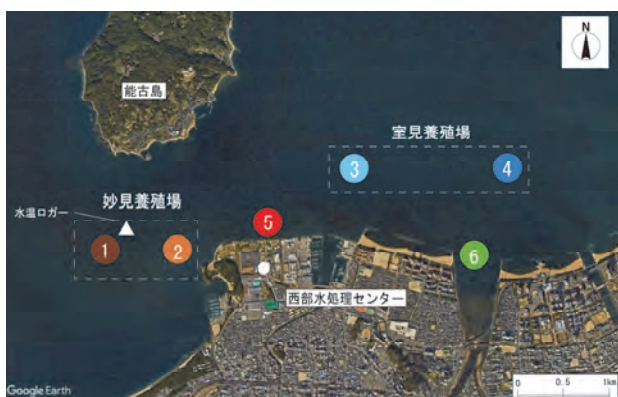 N
能古島
室見養殖場
3
4
妙見養殖場
水温ロガー
1
2
5
6
西部水処理センター
Google Earth
0 0.5 1km